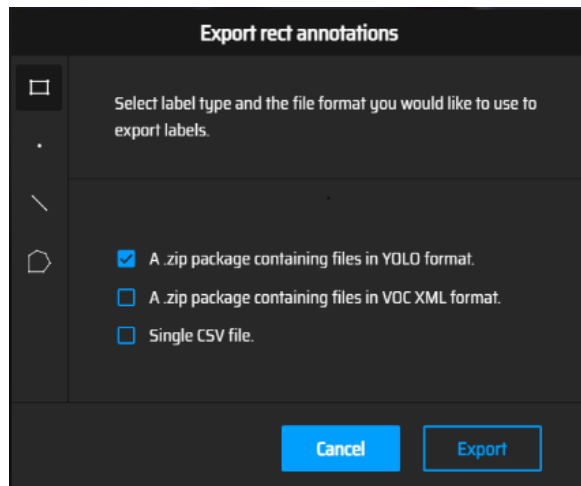 Export rect annotations
Select label type and the file format you would like to use to
export labels.
A .zip package containing files in YOLO format.
A .zip package containing files in VOC XML format.
Single CSV file.
Cancel
Export